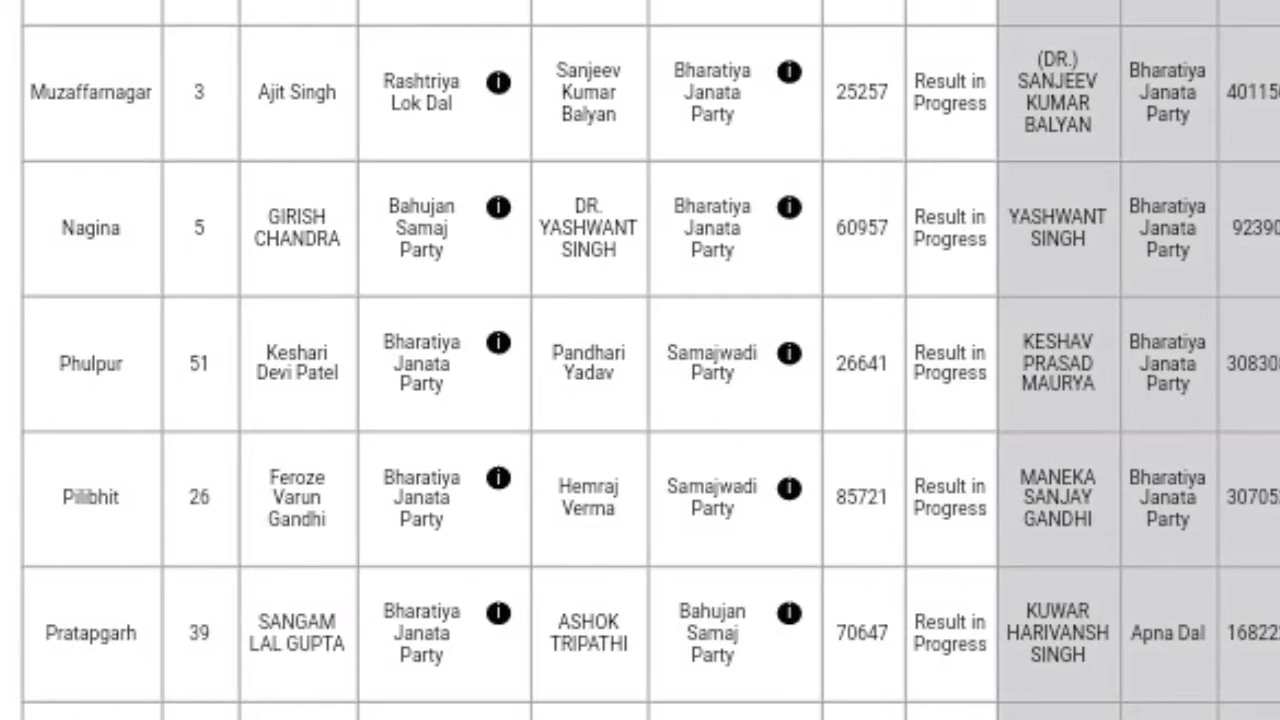 Muzaffarnagar 3 Ajit Singh Rashtriya Lok Dal i Sanjeev Kumar Balyan Bharatiya Janata Party i 25257 Result in Progress (DR.) SANJEEV KUMAR BALYAN Bharatiya Janata Party
Nagina 5 GIRISH CHANDRA Bahujan Samaj Party i DR. YASHWANT SINGH Bharatiya Janata Party i 60957 Result in Progress YASHWANT SINGH Bharatiya Janata Party 92390
Phulpur 51 Keshari Devi Patel Bharatiya Janata Party i Pandhari Yadav Samajwadi Party i 26641 Result in Progress KESHAV PRASAD MAURYA Bharatiya Janata Party
Pilibhit 26 Feroze Varun Gandhi Bharatiya Janata Party i Hemraj Verma Samajwadi Party i 85721 Result in Progress MANEKA SANJAY GANDHI Bharatiya Janata Party
Pratapgarh 39 SANGAM LAL GUPTA Bharatiya Janata Party i ASHOK TRIPATHI Bahujan Samaj Party i 70647 Result in Progress KUWAR HARIVANSH SINGH Apna Dal